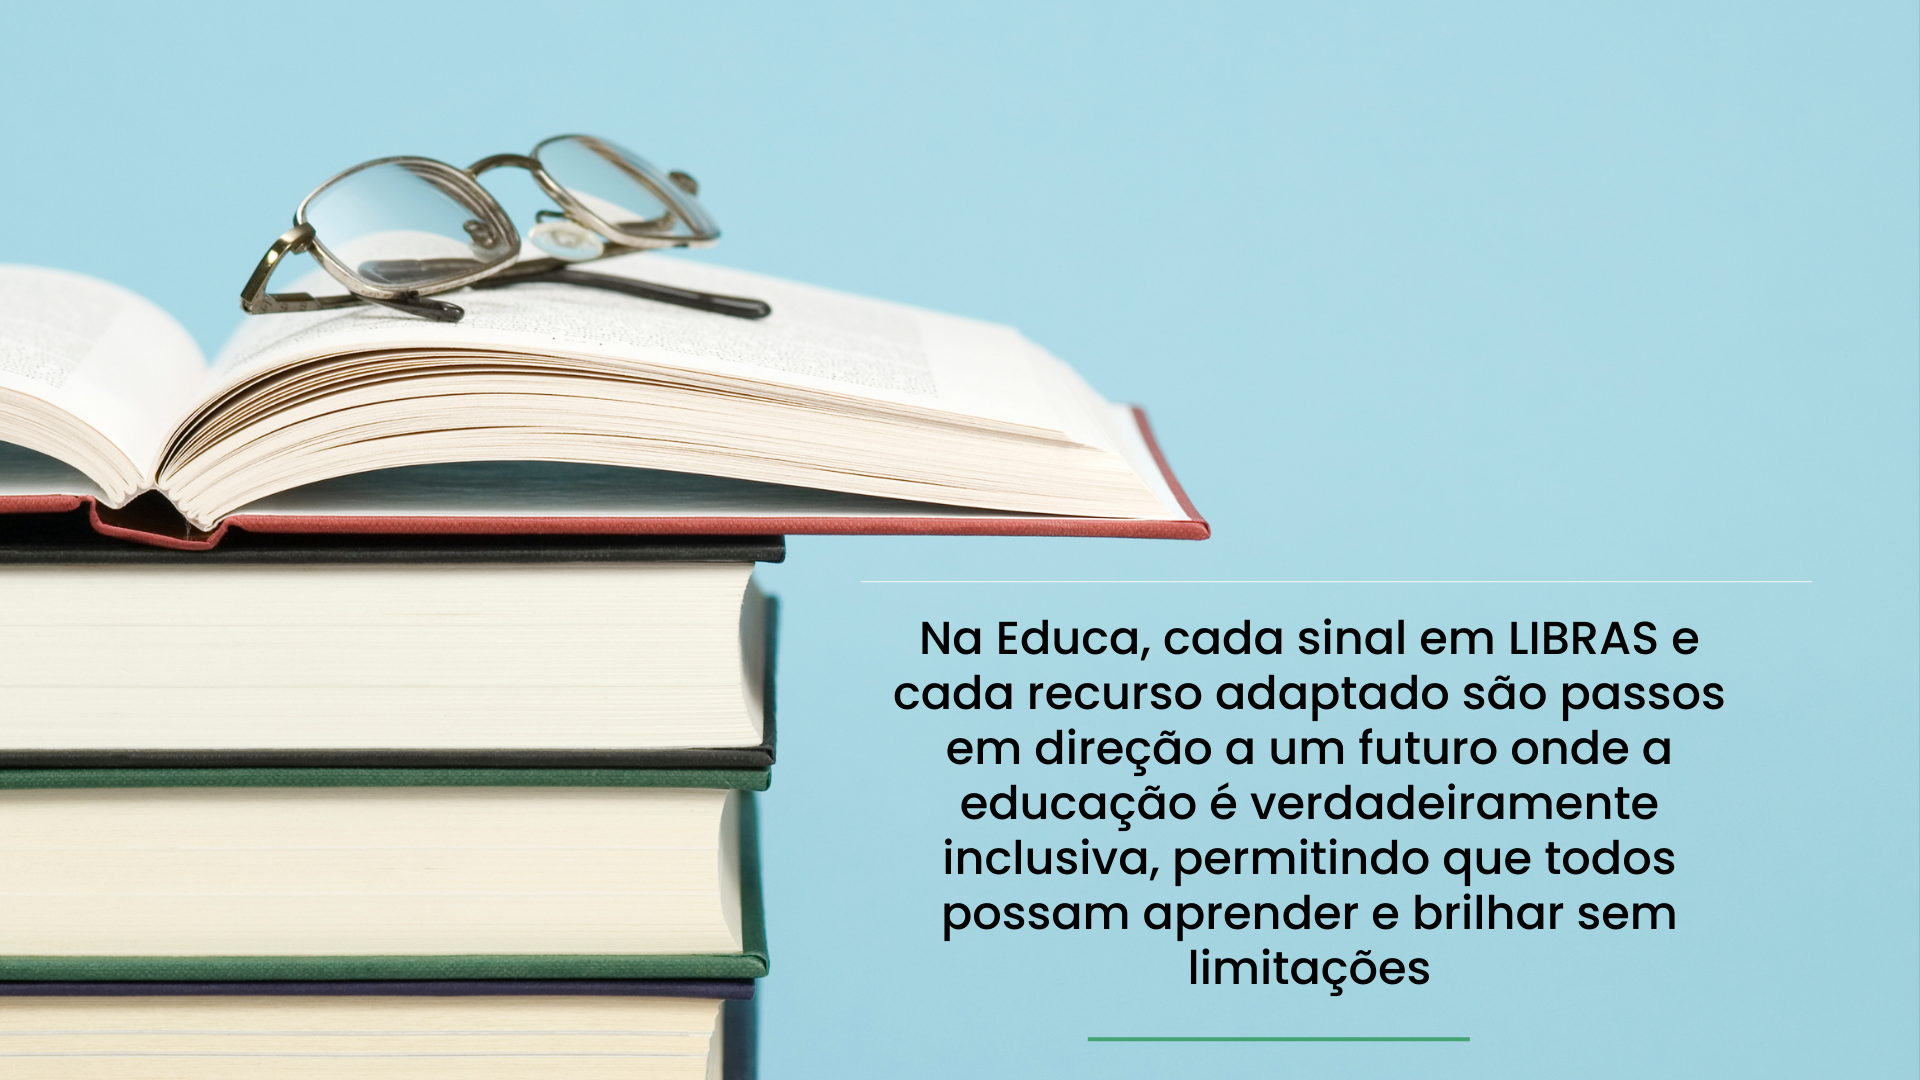 Na Educa, cada sinal em LIBRAS e
cada recurso adaptado são passos
em direção a um futuro onde a
educação é verdadeiramente
inclusiva, permitindo que todos
possam aprender e brilhar sem
limitações